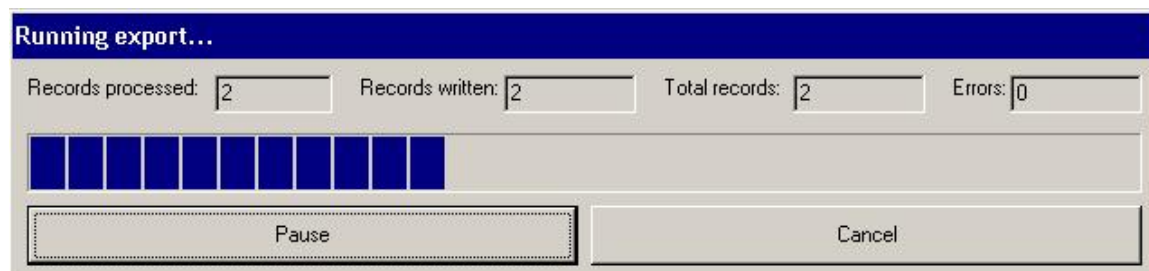 Running export...
Records processed: 2 Records written: 2 Total records: 2 Errors: 0
Pause Cancel